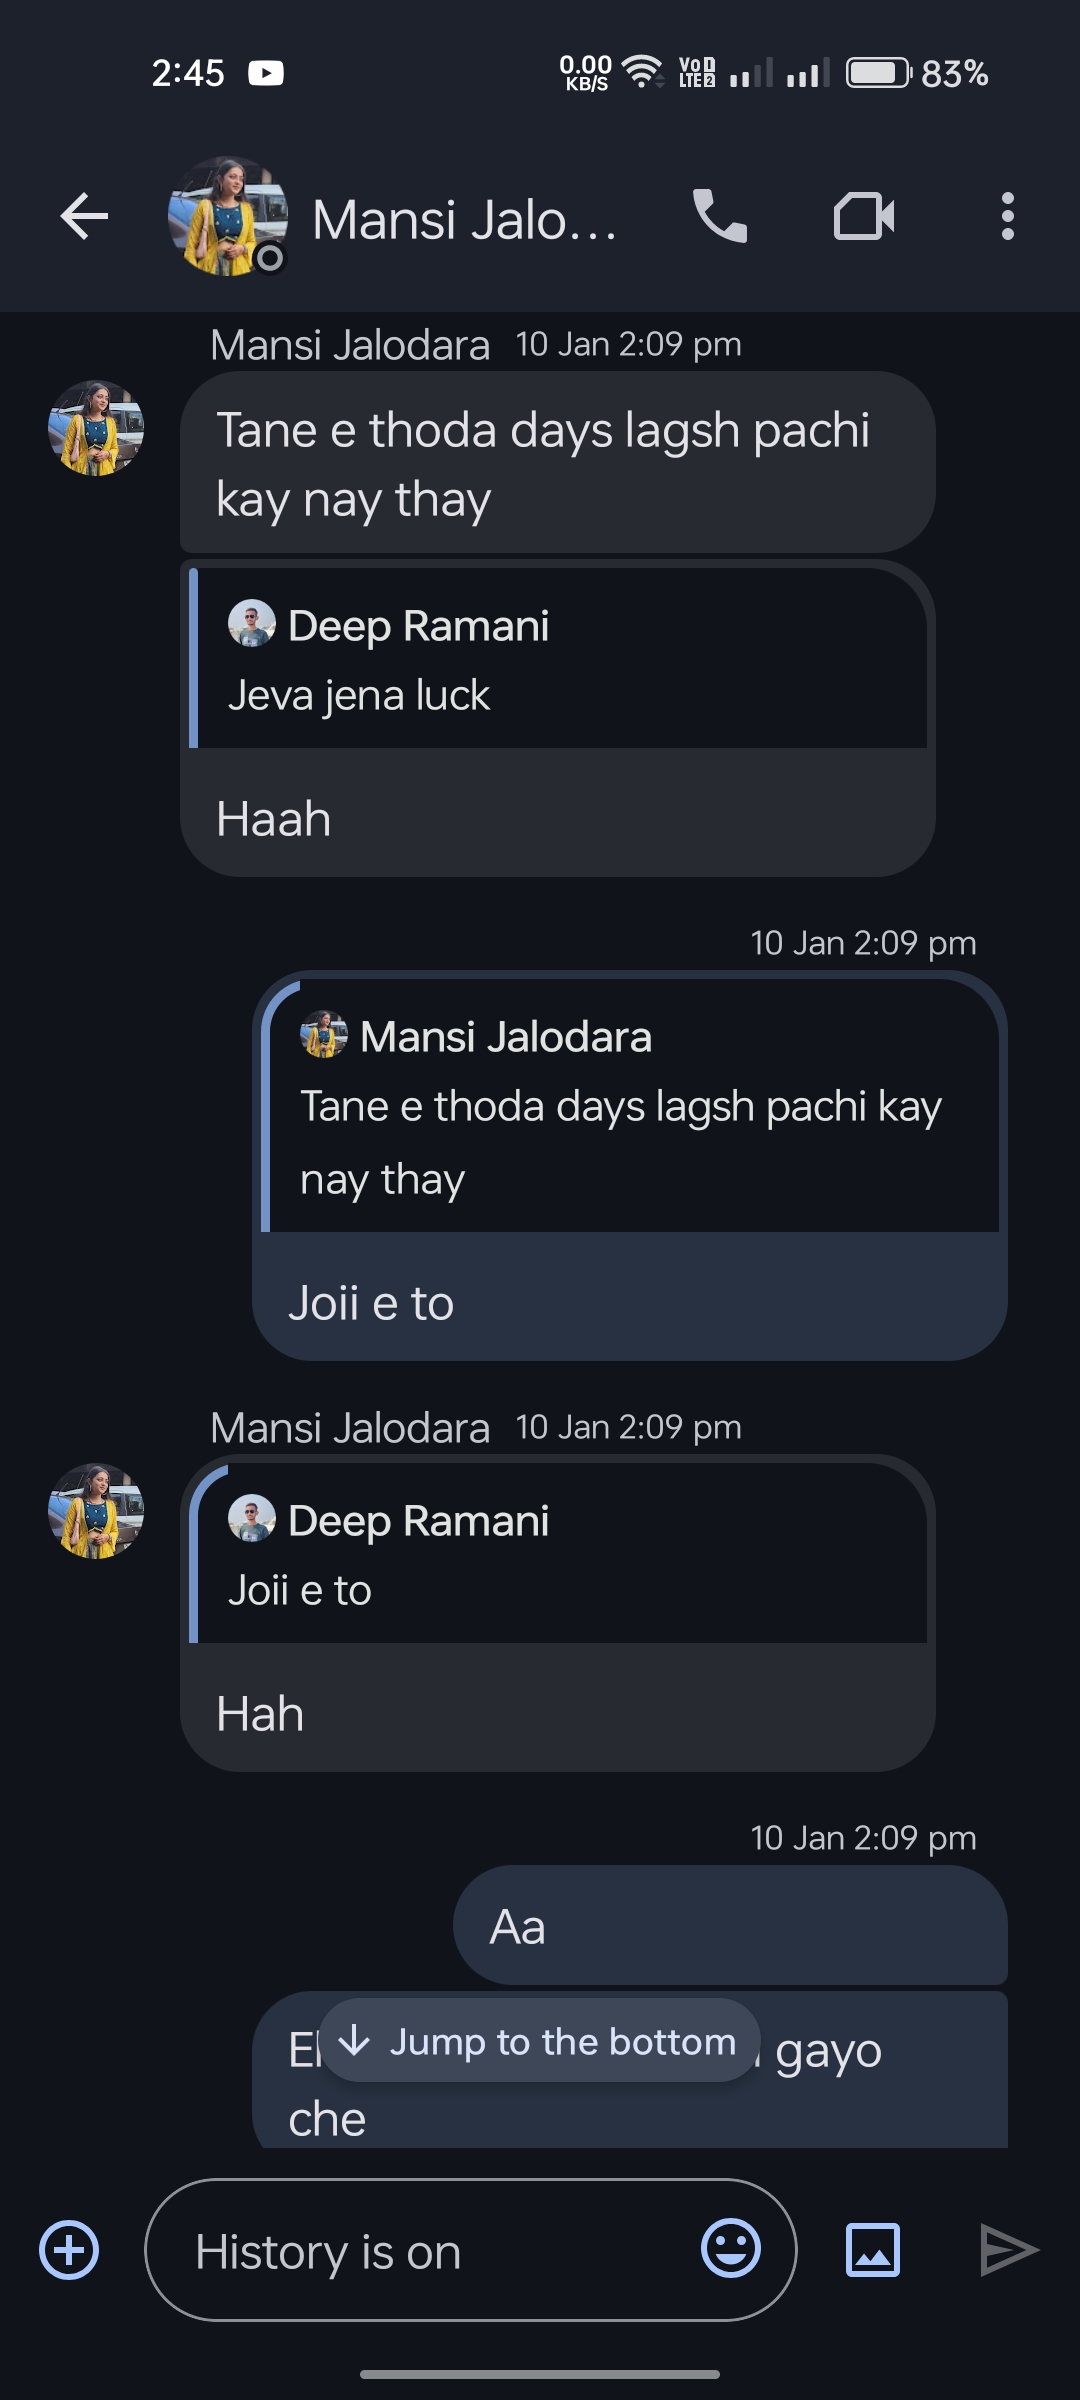 2:45
0.00
KB/S
Vo 1
LTE 2
83%
Mansi Jalo...
Mansi Jalodara 10 Jan 2:09 pm
Tane e thoda days lagsh pachi
kay nay thay
Deep Ramani
Jeva jena luck
Haah
10 Jan 2:09 pm
Mansi Jalodara
Tane e thoda days lagsh pachi kay
nay thay
Joii e to
Mansi Jalodara 10 Jan 2:09 pm
Deep Ramani
Joii e to
Hah
10 Jan 2:09 pm
Aa
Jump to the bottom
gayo
che
History is on